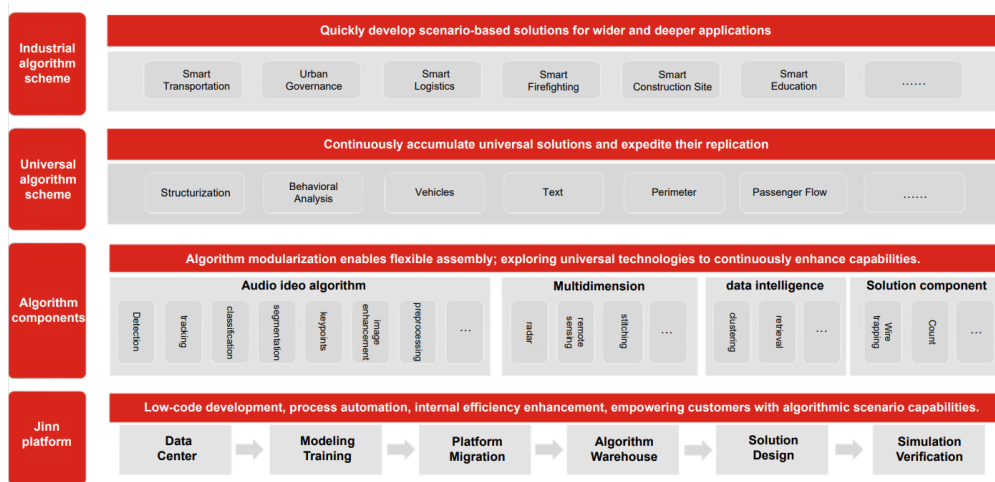 Industrial
algorithm
scheme
Quickly develop scenario-based solutions for wider and deeper applications
Smart
Transportation
Urban
Governance
Smart
Logistics
Smart
Firefighting
Smart
Construction Site
Smart
Education
......
Universal
algorithm
scheme
Continuously accumulate universal solutions and expedite their replication
Structurization
Behavioral
Analysis
Vehicles
Text
Perimeter
Passenger Flow
......
Algorithm
components
Algorithm modularization enables flexible assembly; exploring universal technologies to continuously enhance capabilities.
Audio ideo algorithm
Detection
tracking
classification
segmentation
keypoints
image
enhancement
preprocessing
...
Multidimension
radar
remote
sensing
stitching
...
data intelligence
clustering
retrieval
...
Solution component
Wire
trapping
Count
...
Jinn
platform
Low-code development, process automation, internal efficiency enhancement, empowering customers with algorithmic scenario capabilities.
Data
Center
Modeling
Training
Platform
Migration
Algorithm
Warehouse
Solution
Design
Simulation
Verification